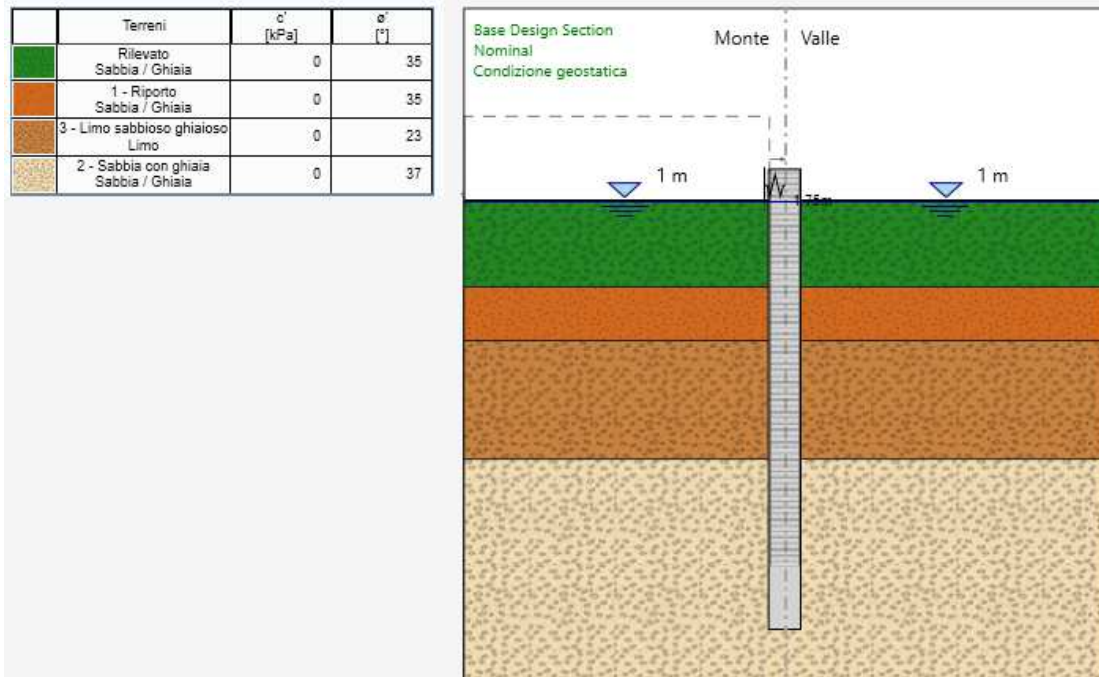 Terreni
c'
[kPa]
ø'
[°]
Rilevato
Sabbia / Ghiaia
0
35
1 - Riporto
Sabbia / Ghiaia
0
35
3 - Limo sabbioso ghiaioso
Limo
0
23
2 - Sabbia con ghiaia
Sabbia / Ghiaia
0
37
Base Design Section
Nominal
Condizione geostatica
Monte
Valle
1 m
1 m